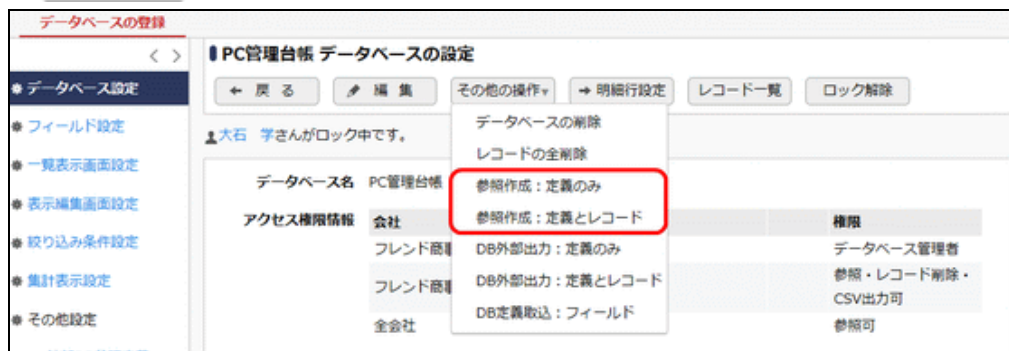 データベースの登録
< >
PC管理台帳 データベースの設定
データベース設定
← 戻 る
編 集
その他の操作▼
→ 明細行設定
レコード一覧
ロック解除
フィールド設定
大石 学さんがロック中です。
データベースの削除
レコードの全削除
参照作成:定義のみ
参照作成:定義とレコード
DB外部出力:定義のみ
DB外部出力:定義とレコード
DB定義取込:フィールド
一覧表示画面設定
データベース名 PC管理台帳
表示編集画面設定
アクセス権限情報 会社 権限
絞り込み条件設定
フレンド商 データベース管理者
集計表示設定
フレンド商 参照・レコード削除・
CSV出力可
その他設定
全会社 参照可